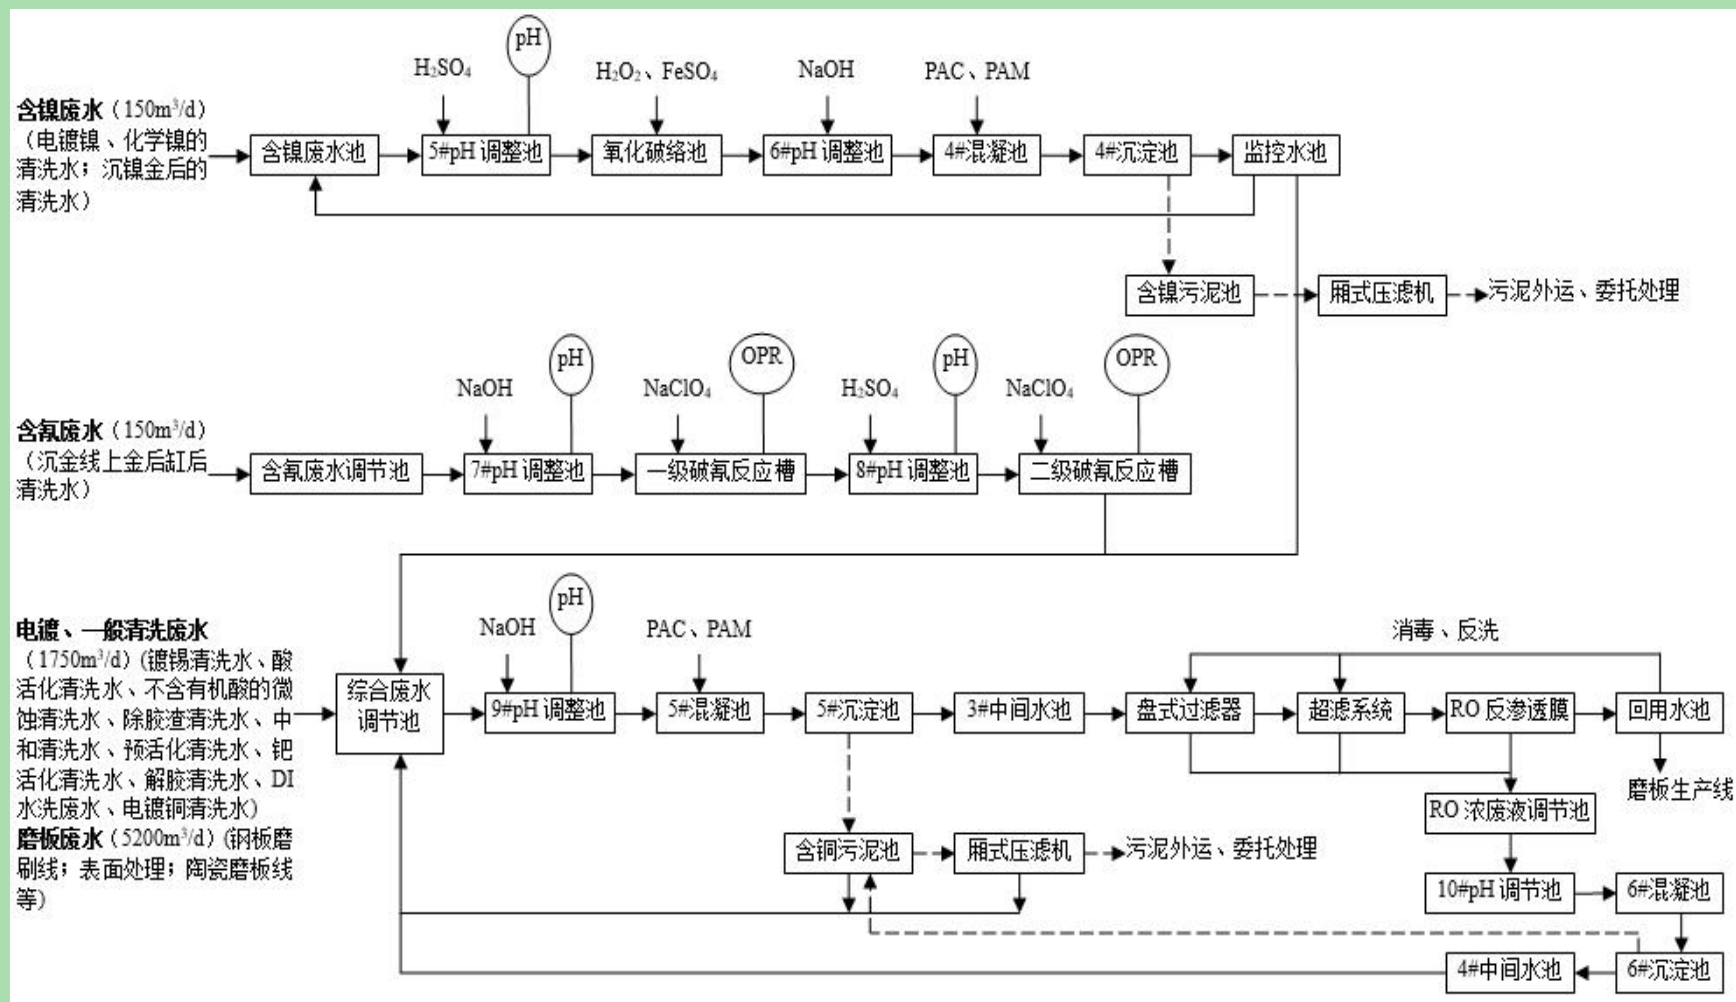 pH
H₂SO₄
H₂O₂、FeSO₄
NaOH
PAC、PAM
含镍废水（150m³/d）
（电镀镍、化学镍的
清洗水；沉镍金后的
清洗水）
含镍废水池
5#pH 调整池
氧化破络池
6#pH 调整池
4#混凝池
4#沉淀池
监控水池
含镍污泥池
厢式压滤机
污泥外运、委托处理
pH
OPR
pH
OPR
NaOH
NaClO₄
H₂SO₄
NaClO₄
含氰废水（150m³/d）
（沉金线上金后缸后
清洗水）
含氰废水调节池
7#pH 调整池
一级破氰反应槽
8#pH 调整池
二级破氰反应槽
pH
NaOH
PAC、PAM
消毒、反洗
电镀、一般清洗废水
（1750m³/d）(镀锡清洗水、酸
活化清洗水、不含有机酸的微
蚀清洗水、除胶渣清洗水、中
和清洗水、预活化清洗水、钯
活化清洗水、解胶清洗水、DI
水洗废水、电镀铜清洗水)
磨板废水（5200m³/d）(钢板磨
刷线；表面处理；陶瓷磨板线
等)
综合废水
调节池
9#pH 调整池
5#混凝池
5#沉淀池
3#中间水池
盘式过滤器
超滤系统
RO 反渗透膜
回用水池
磨板生产线
RO 浓废液调节池
含铜污泥池
厢式压滤机
污泥外运、委托处理
10#pH 调节池
6#混凝池
4#中间水池
6#沉淀池